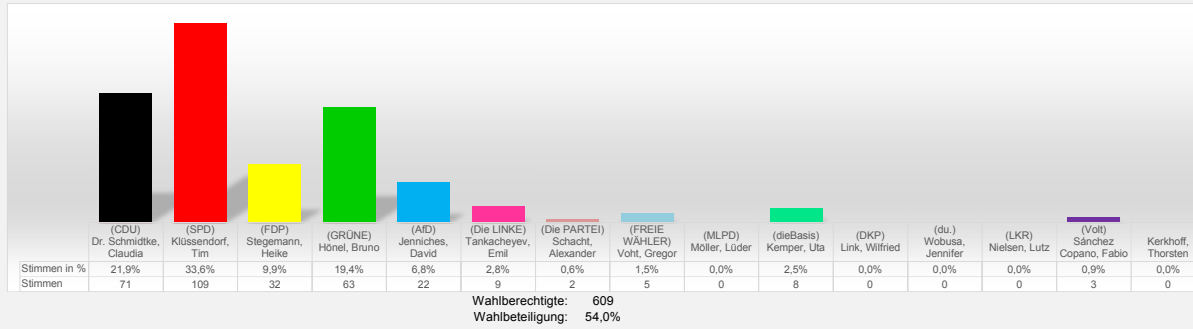 (CDU)
Dr. Schmidtke,
Claudia
(SPD)
Klüssendorf,
Tim
(FDP)
Stegemann,
Heike
(GRÜNE)
Hönel, Bruno
(AfD)
Jenniches,
David
(Die LINKE)
Tankacheyev,
Emil
(Die PARTEI)
Schacht,
Alexander
(FREIE
WÄHLER)
Voht, Gregor
(MLPD)
Möller, Lüder
(dieBasis)
Kemper, Uta
(DKP)
Link, Wilfried
(du.)
Wobusa,
Jennifer
(LKR)
Nielsen, Lutz
(Volt)
Sánchez
Copano, Fabio
Kerkhoff,
Thorsten
Stimmen in % 21,9% 33,6% 9,9% 19,4% 6,8% 2,8% 0,6% 1,5% 0,0% 2,5% 0,0% 0,0% 0,0% 0,9% 0,0%
Stimmen 71 109 32 63 22 9 2 5 0 8 0 0 0 3 0
Wahlberechtigte: 609
Wahlbeteiligung: 54,0%